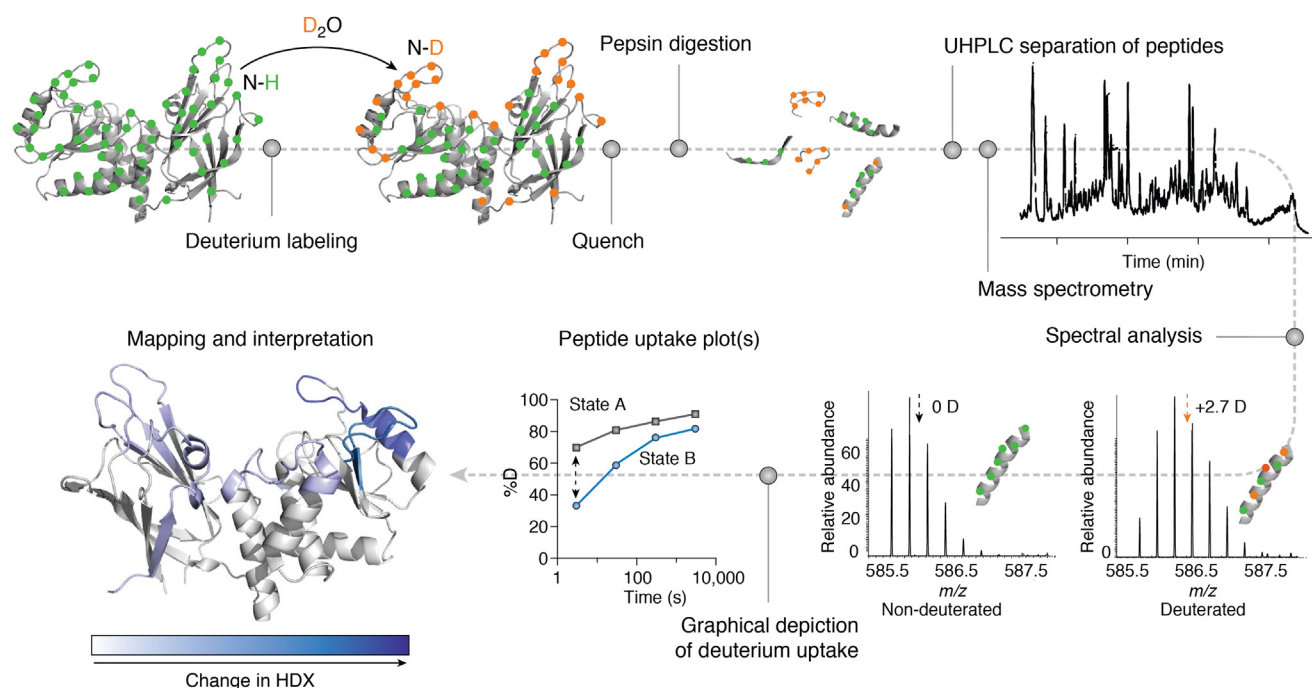 D₂O
N-H
N-D
Deuterium labeling
Quench
Pepsin digestion
UHPLC separation of peptides
Time (min)
Mass spectrometry
Spectral analysis
+2.7 D
Relative abundance
0
585.5 586.5 587.5
m/z
Deuterated
0 D
Relative abundance
60
40
20
0
585.5 586.5 587.5
m/z
Non-deuterated
Graphical depiction
of deuterium uptake
Peptide uptake plot(s)
%D
100
80
60
40
20
0
State A
State B
1 100 10,000
Time (s)
Mapping and interpretation
Change in HDX